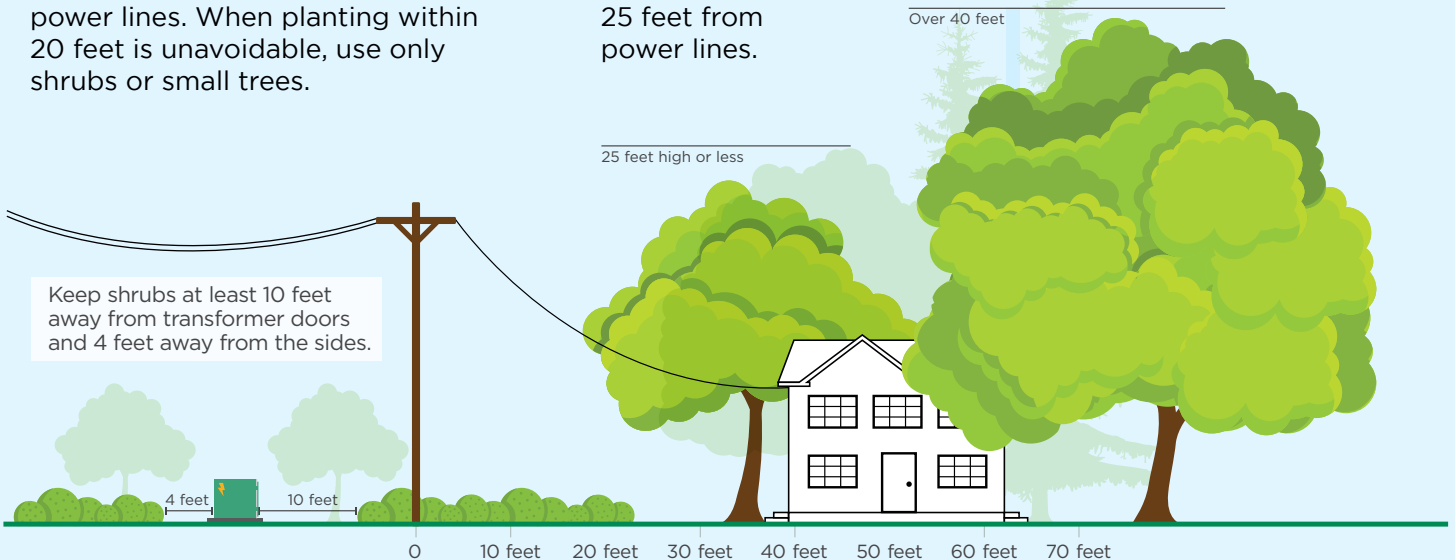 power lines. When planting within
20 feet is unavoidable, use only
shrubs or small trees.
25 feet from
power lines.
Over 40 feet
25 feet high or less
Keep shrubs at least 10 feet
away from transformer doors
and 4 feet away from the sides.
4 feet
10 feet
0
10 feet
20 feet
30 feet
40 feet
50 feet
60 feet
70 feet